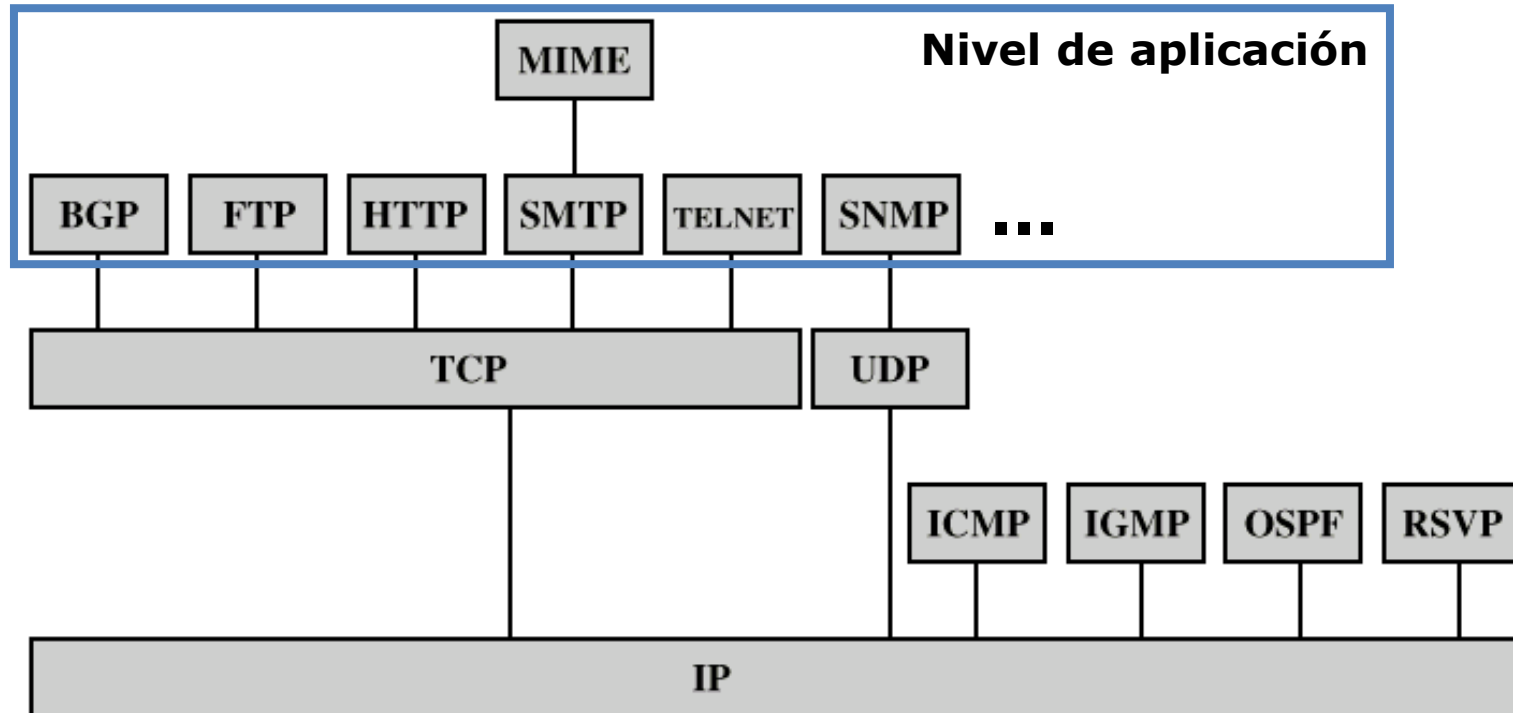 Nivel de aplicación
MIME
BGP FTP HTTP SMTP TELNET SNMP ...
TCP UDP
ICMP IGMP OSPF RSVP
IP